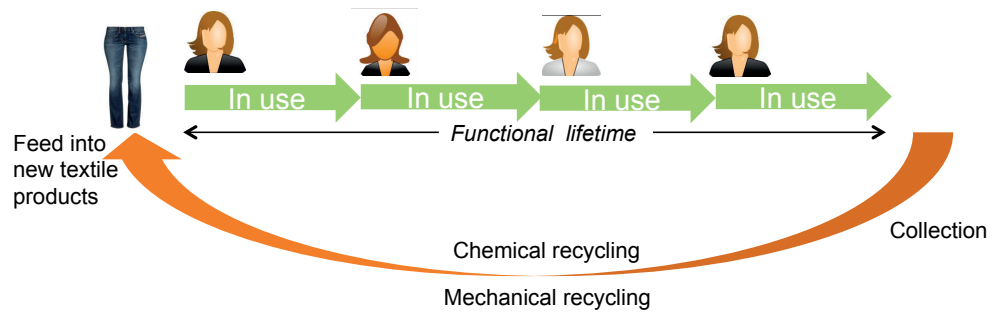 In use
In use
In use
In use
Functional lifetime
Feed into
new textile
products
Collection
Chemical recycling
Mechanical recycling